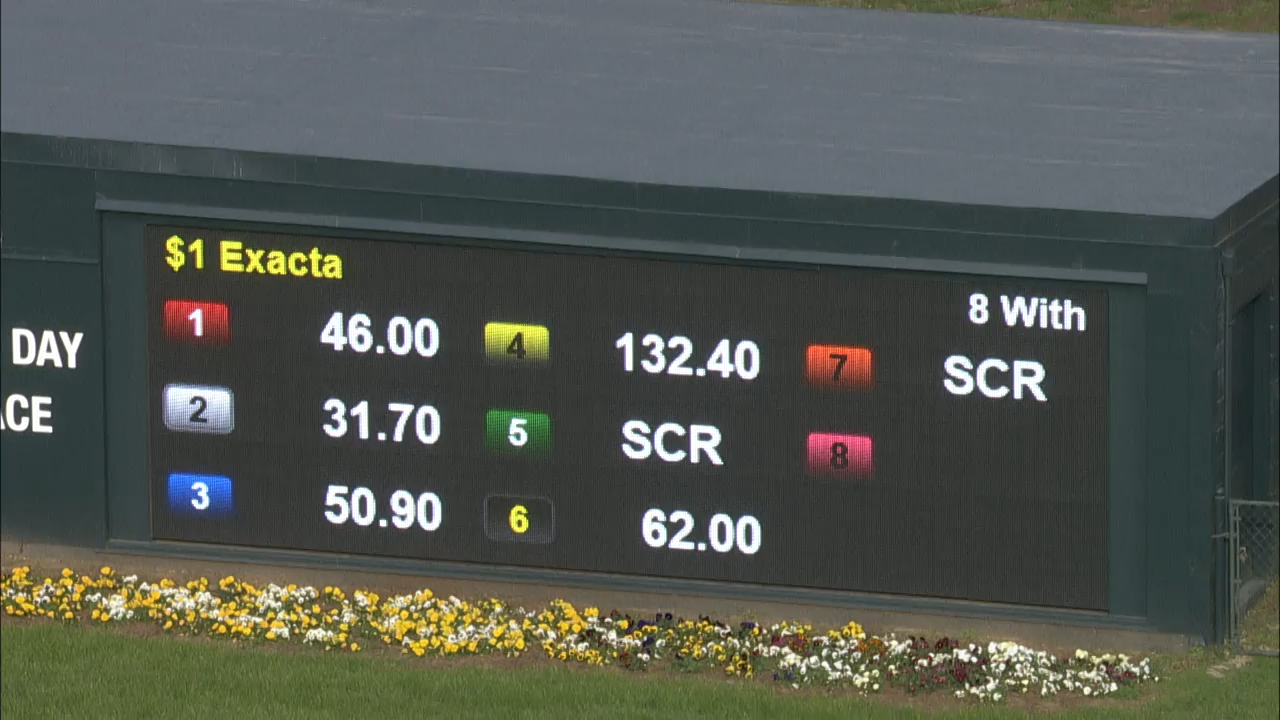 $1 Exacta
8 With
1 46.00 4 132.40 7 SCR
2 31.70 5 SCR 8
3 50.90 6 62.00
DAY